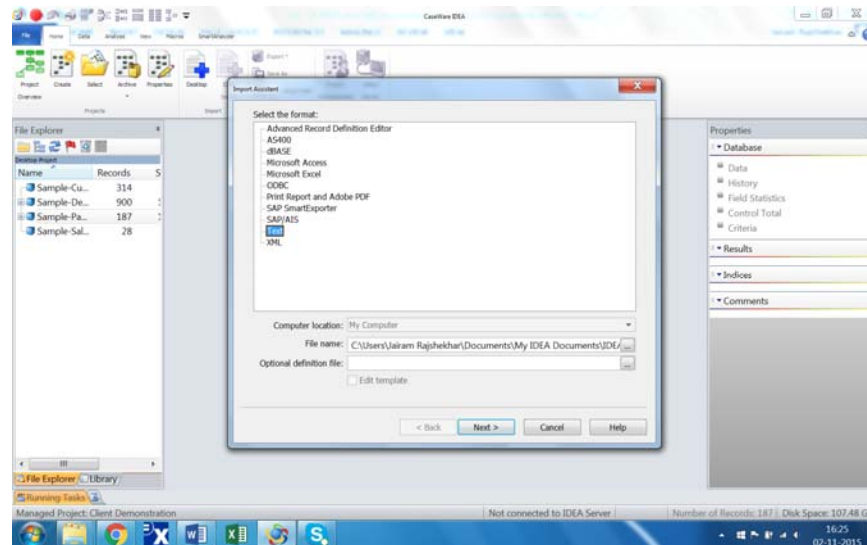 CaseWare IDEA
File Home Data Analysis View Macros SmartAnalyzer
Project Overview Create Select Archive Properties Desktop Export
Save As
Projects Import
File Explorer
Desktop Project
Name Records S
Sample-Cu... 314
Sample-De... 900
Sample-Pa... 187
Sample-Sal... 28
File Explorer Library
Import Assistant
Select the format:
Advanced Record Definition Editor
AS400
dBASE
Microsoft Access
Microsoft Excel
ODBC
Print Report and Adobe PDF
SAP SmartExporter
SAP/AIS
Text
XML
Computer location: My Computer
File name: C:\Users\Jairam Rajshekhar\Documents\My IDEA Documents\IDEA
Optional definition file:
Edit template
< Back Next > Cancel Help
Properties
Database
Data
History
Field Statistics
Control Total
Criteria
Results
Indices
Comments
Running Tasks
Managed Project: Client Demonstration Not connected to IDEA Server Number of Records: 187 Disk Space: 107.48 G
16:25
02-11-2015